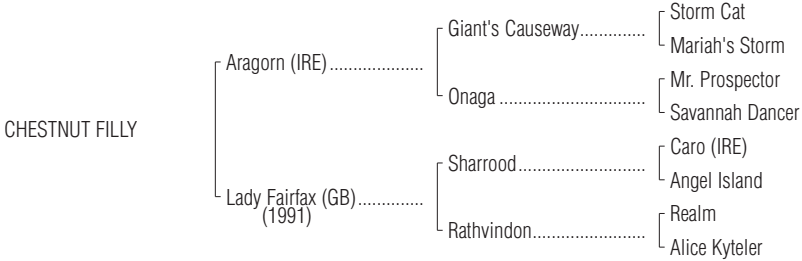 Storm Cat
Giant's Causeway..............
Mariah's Storm
Aragorn (IRE) ....................
Mr. Prospector
Onaga ................................
Savannah Dancer
CHESTNUT FILLY
Caro (IRE)
Sharrood............................
Angel Island
Lady Fairfax (GB)..............
(1991)
Realm
Rathvindon.........................
Alice Kyteler